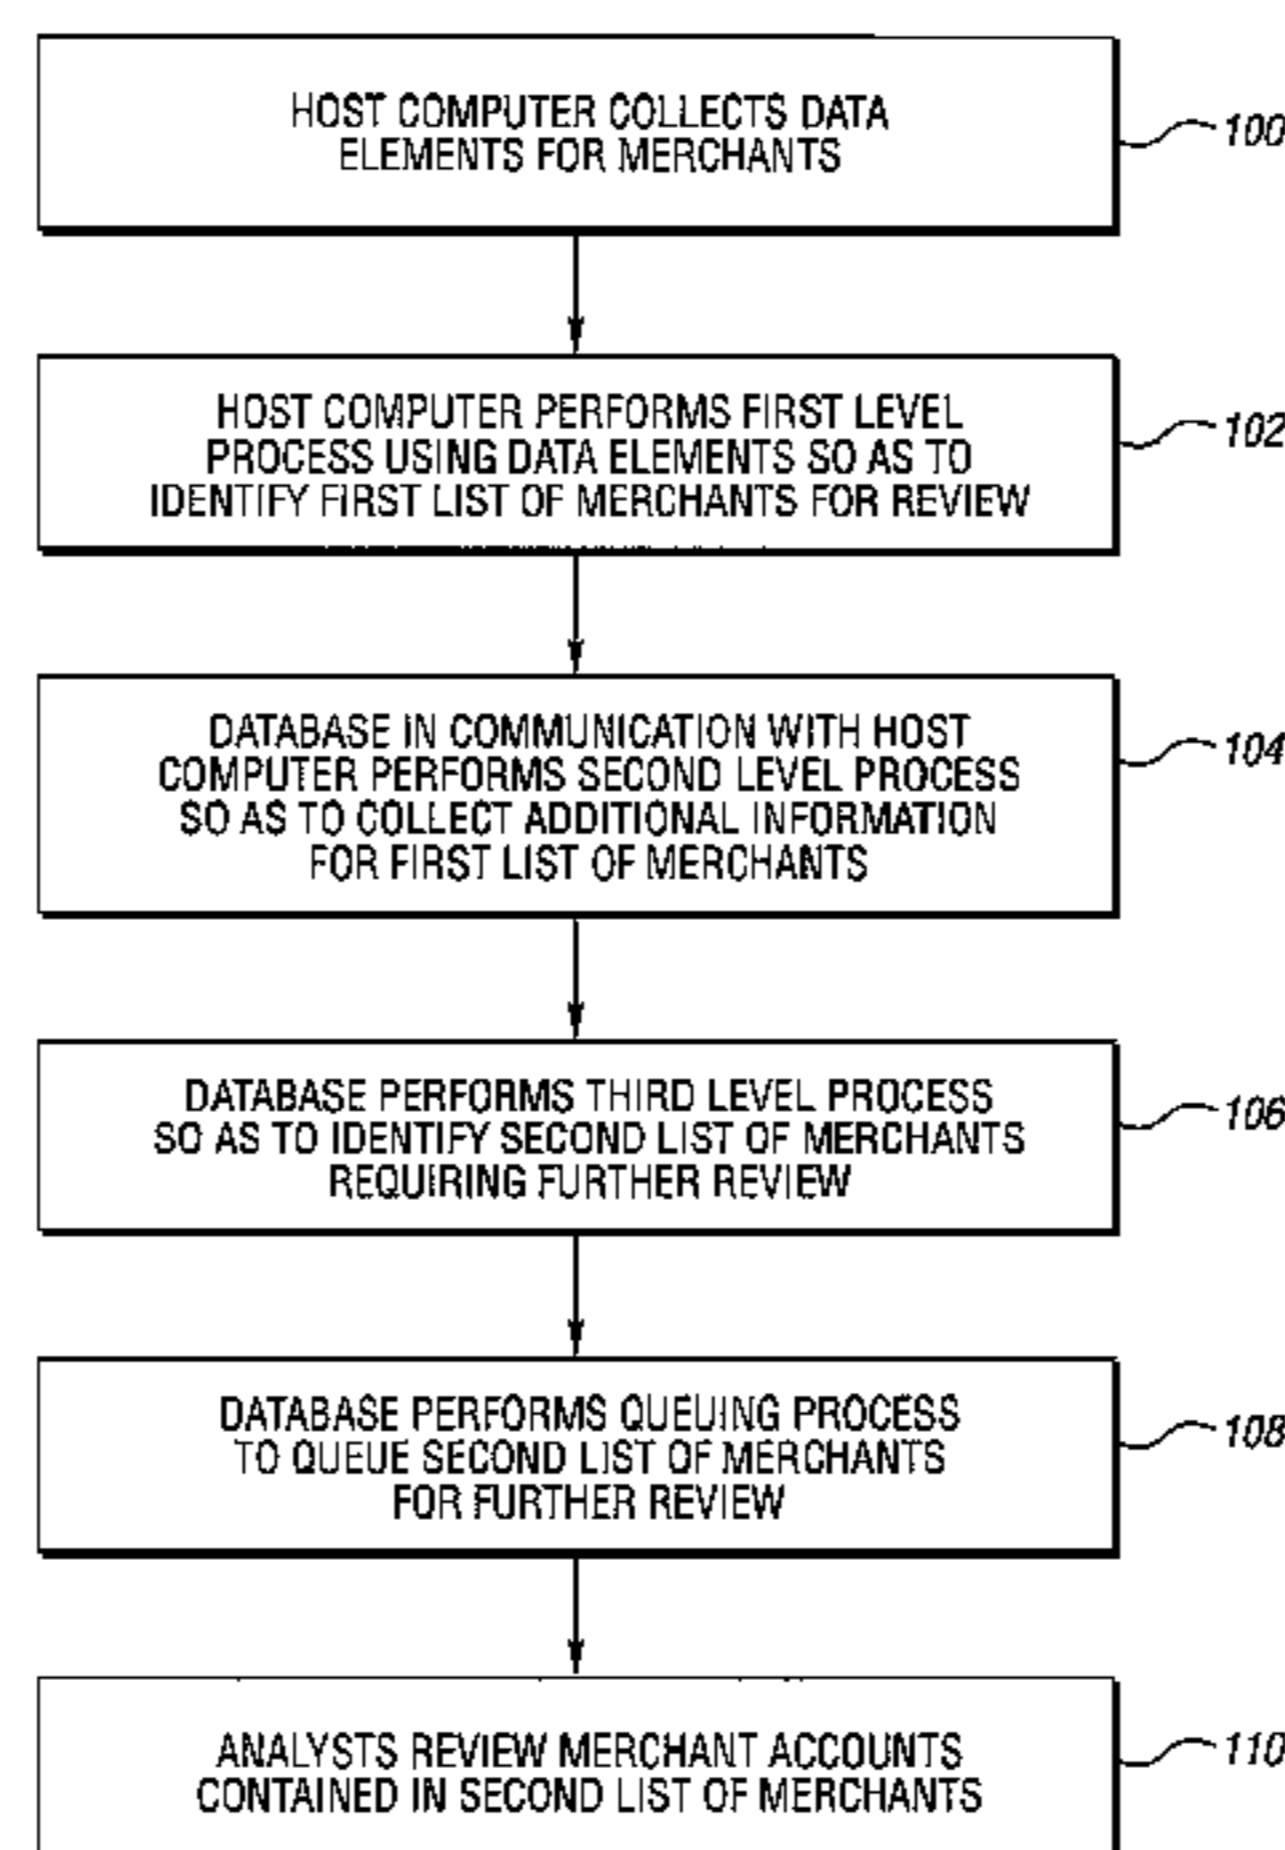 HOST COMPUTER COLLECTS DATA
ELEMENTS FOR MERCHANTS
100
HOST COMPUTER PERFORMS FIRST LEVEL
PROCESS USING DATA ELEMENTS SO AS TO
IDENTIFY FIRST LIST OF MERCHANTS FOR REVIEW
102
DATABASE IN COMMUNICATION WITH HOST
COMPUTER PERFORMS SECOND LEVEL PROCESS
SO AS TO COLLECT ADDITIONAL INFORMATION
FOR FIRST LIST OF MERCHANTS
104
DATABASE PERFORMS THIRD LEVEL PROCESS
SO AS TO IDENTIFY SECOND LIST OF MERCHANTS
REQUIRING FURTHER REVIEW
106
DATABASE PERFORMS QUEUING PROCESS
TO QUEUE SECOND LIST OF MERCHANTS
FOR FURTHER REVIEW
108
ANALYSTS REVIEW MERCHANT ACCOUNTS
CONTAINED IN SECOND LIST OF MERCHANTS
110